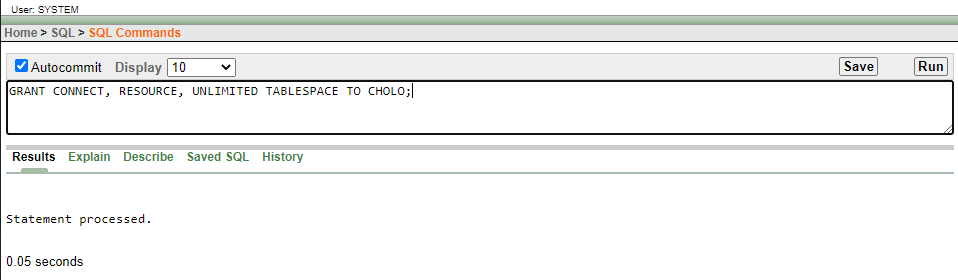 User: SYSTEM
Home > SQL > SQL Commands
Autocommit Display 10 Save Run
GRANT CONNECT, RESOURCE, UNLIMITED TABLESPACE TO CHOLO;
Results Explain Describe Saved SQL History
Statement processed.
0.05 seconds